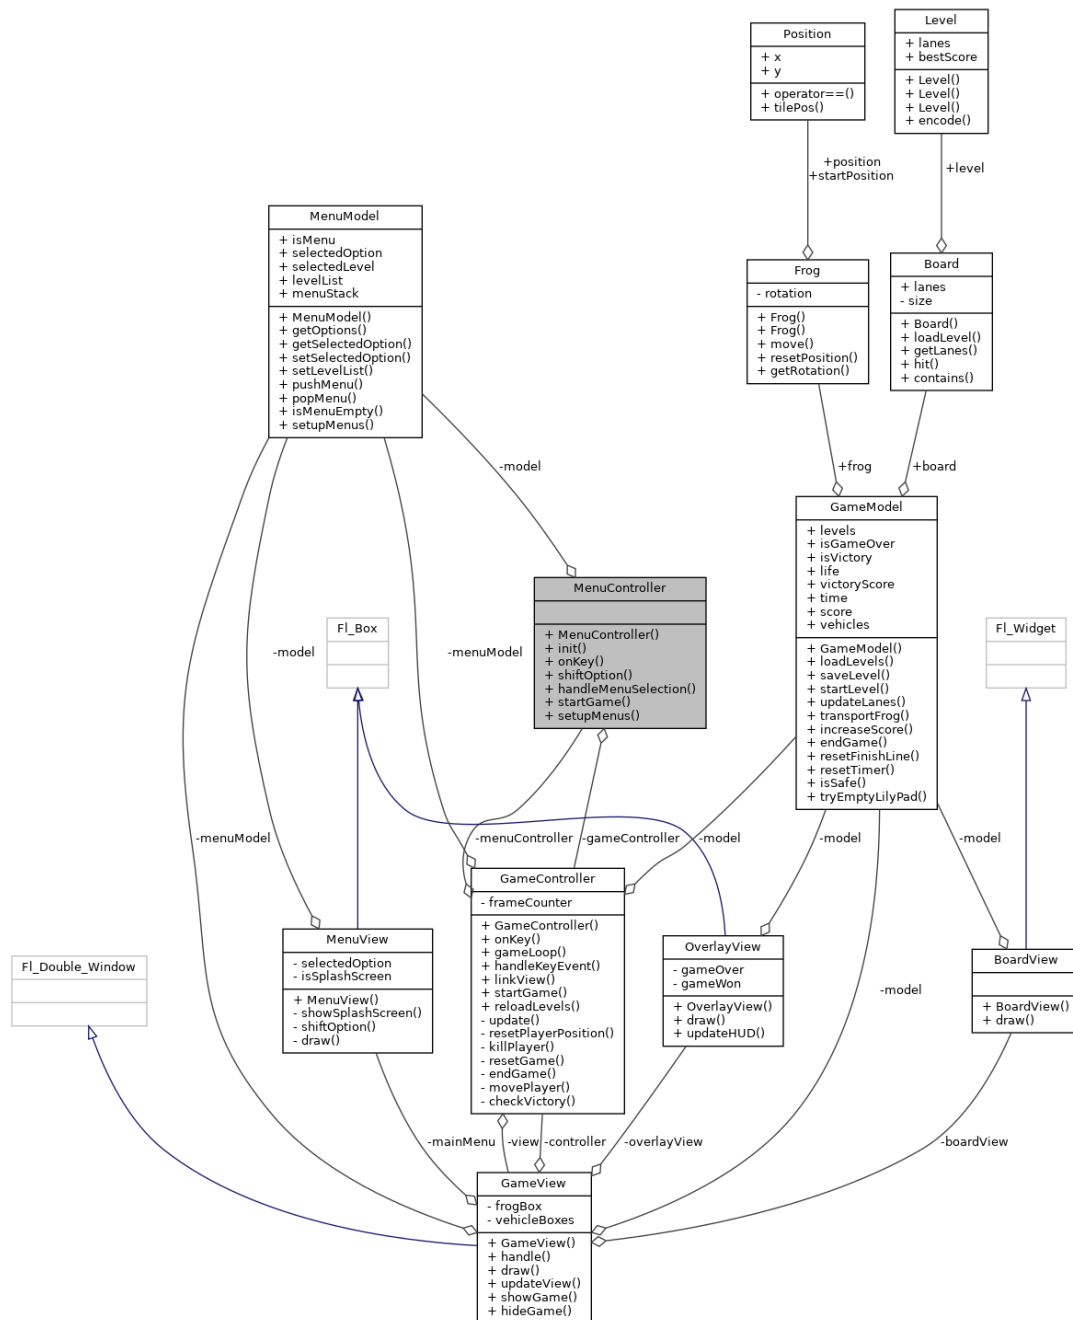 Position
+ x
+ y
+ operator==()
+ tilePos()
Level
+ lanes
+ bestScore
+ Level()
+ Level()
+ Level()
+ encode()
+position
+startPosition
+level
MenuModel
+ isMenu
+ selectedOption
+ selectedLevel
+ levelList
+ menuStack
+ MenuModel()
+ getOptions()
+ getSelectedOption()
+ setSelectedOption()
+ setLevelList()
+ pushMenu()
+ popMenu()
+ isMenuEmpty()
+ setupMenus()
Frog
- rotation
+ Frog()
+ Frog()
+ move()
+ resetPosition()
+ getRotation()
Board
+ lanes
- size
+ Board()
+ loadLevel()
+ getLanes()
+ hit()
+ contains()
-model
+frog
+board
GameModel
+ levels
+ isGameOver
+ isVictory
+ life
+ victoryScore
+ time
+ score
+ vehicles
+ GameModel()
+ loadLevels()
+ saveLevel()
+ startLevel()
+ updateLanes()
+ transportFrog()
+ increaseScore()
+ endGame()
+ resetFinishLine()
+ resetTimer()
+ isSafe()
+ tryEmptyLilyPad()
MenuController
+ MenuController()
+ init()
+ onKey()
+ shiftOption()
+ handleMenuSelection()
+ startGame()
+ setupMenus()
Fl_Box
Fl_Widget
-model
-menuModel
-menuModel
-menuController
-gameController
-model
-model
-model
GameController
- frameCounter
+ GameController()
+ onKey()
+ gameLoop()
+ handleKeyEvent()
+ linkView()
+ startGame()
+ reloadLevels()
- update()
- resetPlayerPosition()
- killPlayer()
- resetGame()
- endGame()
- movePlayer()
- checkVictory()
MenuView
- selectedOption
- isSplashScreen
+ MenuView()
- showSplashScreen()
- shiftOption()
- draw()
OverlayView
- gameOver
- gameWon
+ OverlayView()
+ draw()
+ updateHUD()
BoardView
+ BoardView()
+ draw()
Fl_Double_Window
-model
-mainMenu
-view
-controller
-overlayView
-boardView
GameView
- frogBox
- vehicleBoxes
+ GameView()
+ handle()
+ draw()
+ updateView()
+ showGame()
+ hideGame()